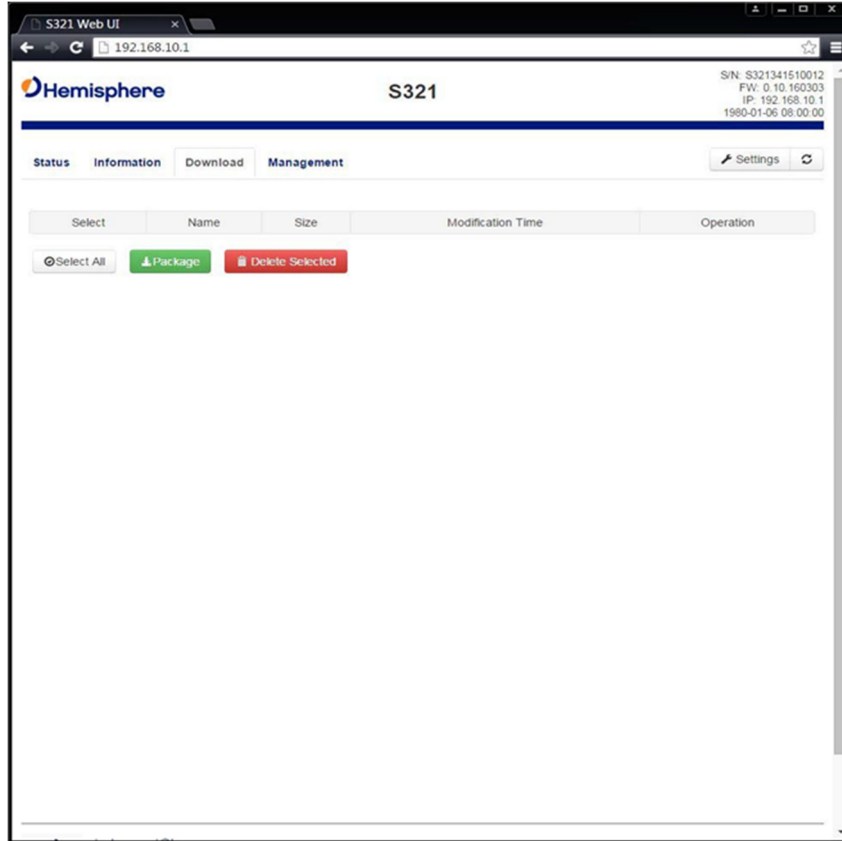 S321 Web UI
192.168.10.1
Hemisphere
S321
S/N: S321341510012
FW: 0.10.160303
IP: 192.168.10.1
1980-01-06 08:00:00
Status Information Download Management Settings
Select Name Size Modification Time Operation
Select All Package Delete Selected